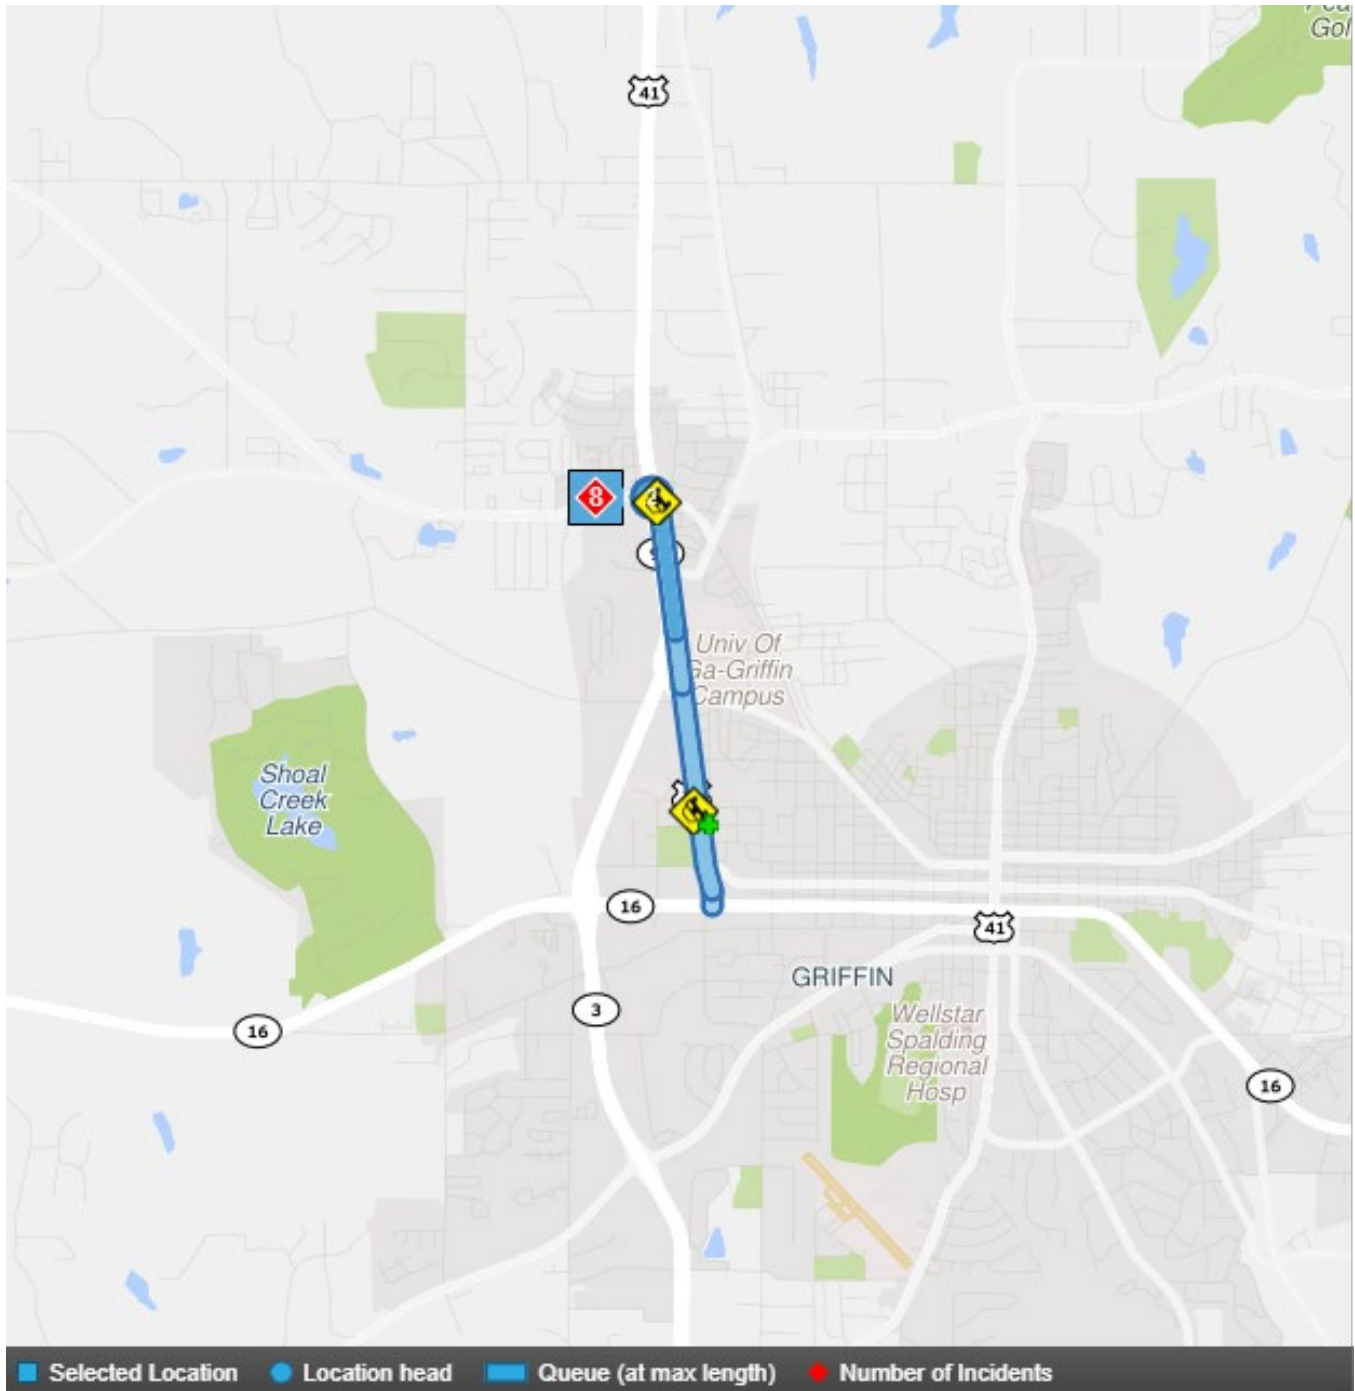 Gol
41
8
Univ Of
Ga-Griffin
Campus
Shoal
Creek
Lake
16
41
GRIFFIN
3
16
Wellstar
Spalding
Regional
Hosp
16
Selected Location Location head Queue (at max length) Number of Incidents